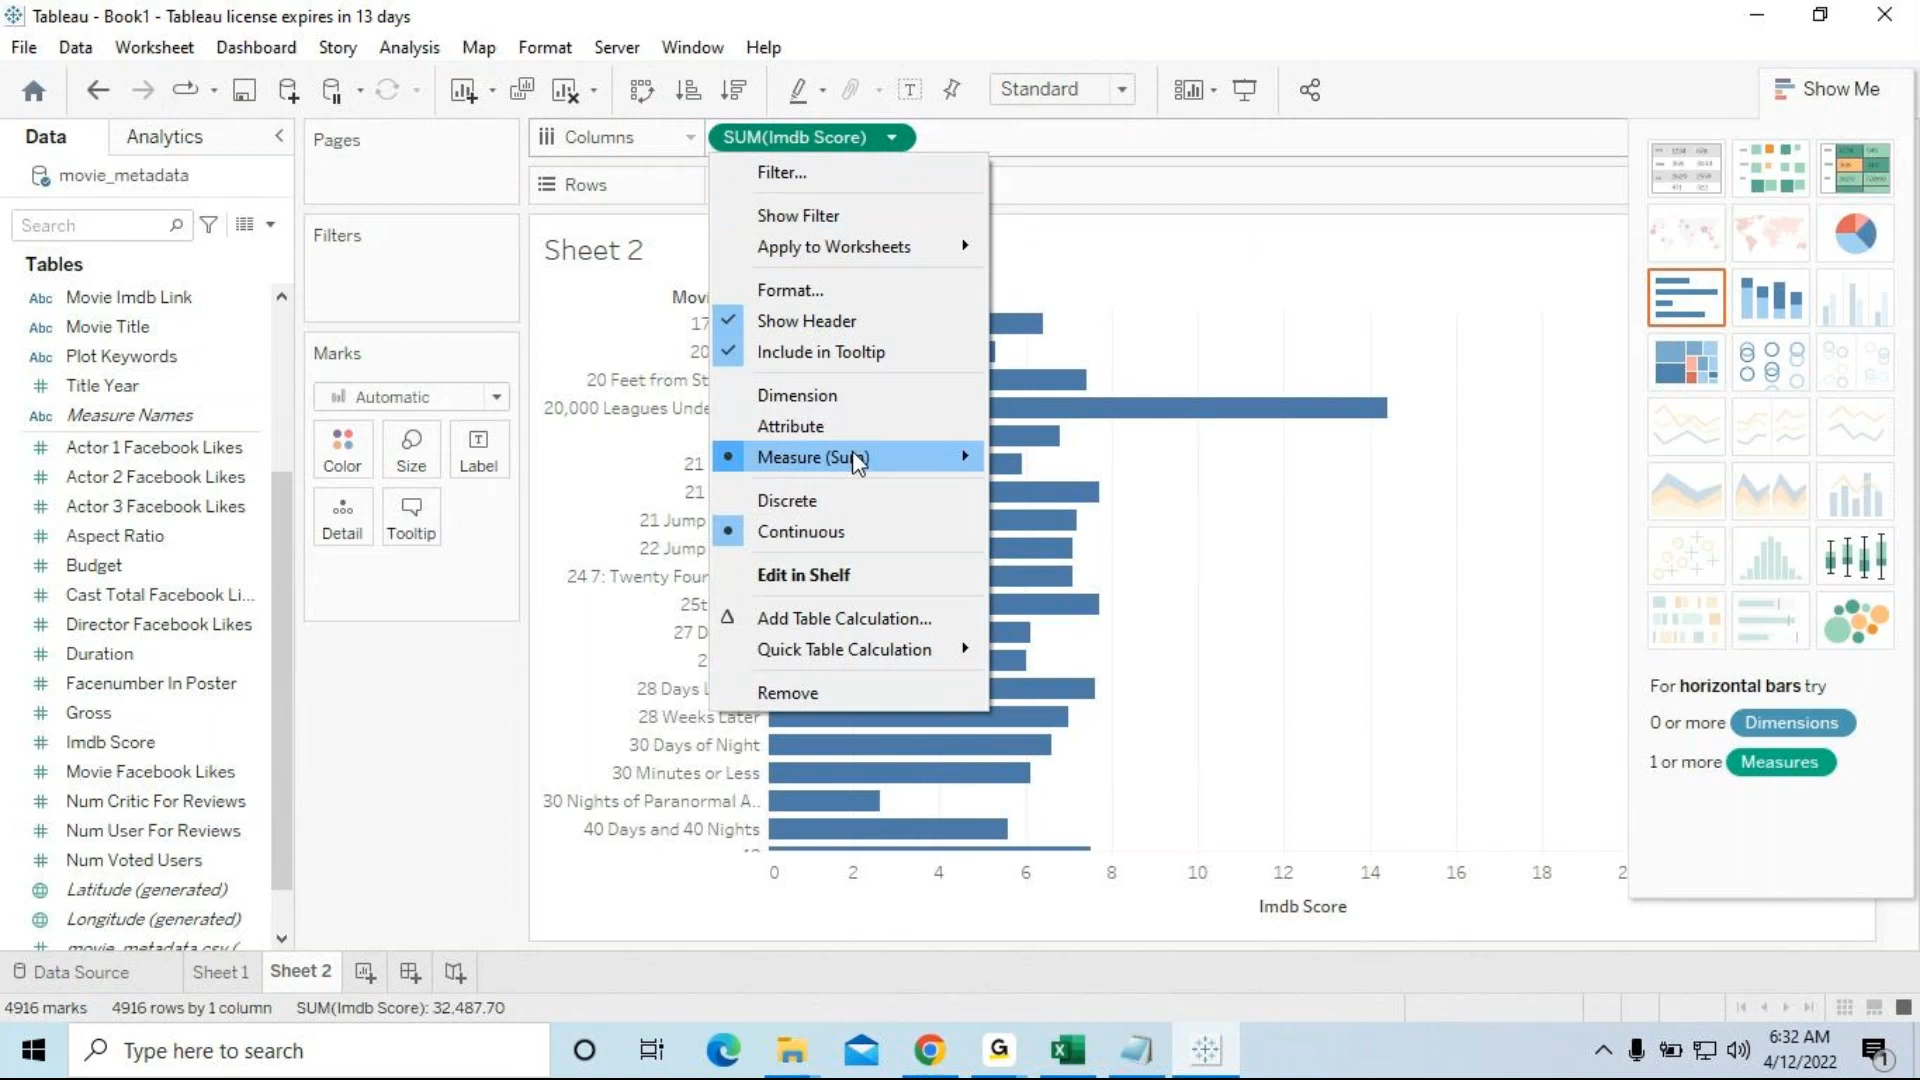 Tableau - Book1 - Tableau license expires in 13 days
File Data Worksheet Dashboard Story Analysis Map Format Server Window Help
Standard
Show Me
Data Analytics
movie_metadata
Search
Tables
Abc Movie Imdb Link
Abc Movie Title
Abc Plot Keywords
# Title Year
Abc Measure Names
# Actor 1 Facebook Likes
# Actor 2 Facebook Likes
# Actor 3 Facebook Likes
# Aspect Ratio
# Budget
# Cast Total Facebook Li...
# Director Facebook Likes
# Duration
# Facenumber In Poster
# Gross
# Imdb Score
# Movie Facebook Likes
# Num Critic For Reviews
# Num User For Reviews
# Num Voted Users
Latitude (generated)
Longitude (generated)
Pages
Filters
Marks
Automatic
Color Size Label
Detail Tooltip
Columns
SUM(Imdb Score)
Rows
Filter...
Show Filter
Apply to Worksheets
Format...
Show Header
Include in Tooltip
Dimension
Attribute
Measure (Sum)
Discrete
Continuous
Edit in Shelf
Add Table Calculation...
Quick Table Calculation
Remove
Sheet 2
Movi
17
20
20 Feet from St
20,000 Leagues Unde
21
21
21 Jump
22 Jump
24 7: Twenty Four
25t
27 D
2
28 Days L
28 Weeks Later
30 Days of Night
30 Minutes or Less
30 Nights of Paranormal A..
40 Days and 40 Nights
0 2 4 6 8 10 12 14 16 18 2
Imdb Score
For horizontal bars try
0 or more Dimensions
1 or more Measures
Data Source Sheet 1 Sheet 2
4916 marks 4916 rows by 1 column SUM(Imdb Score): 32,487.70
Type here to search
6:32 AM
4/12/2022
1